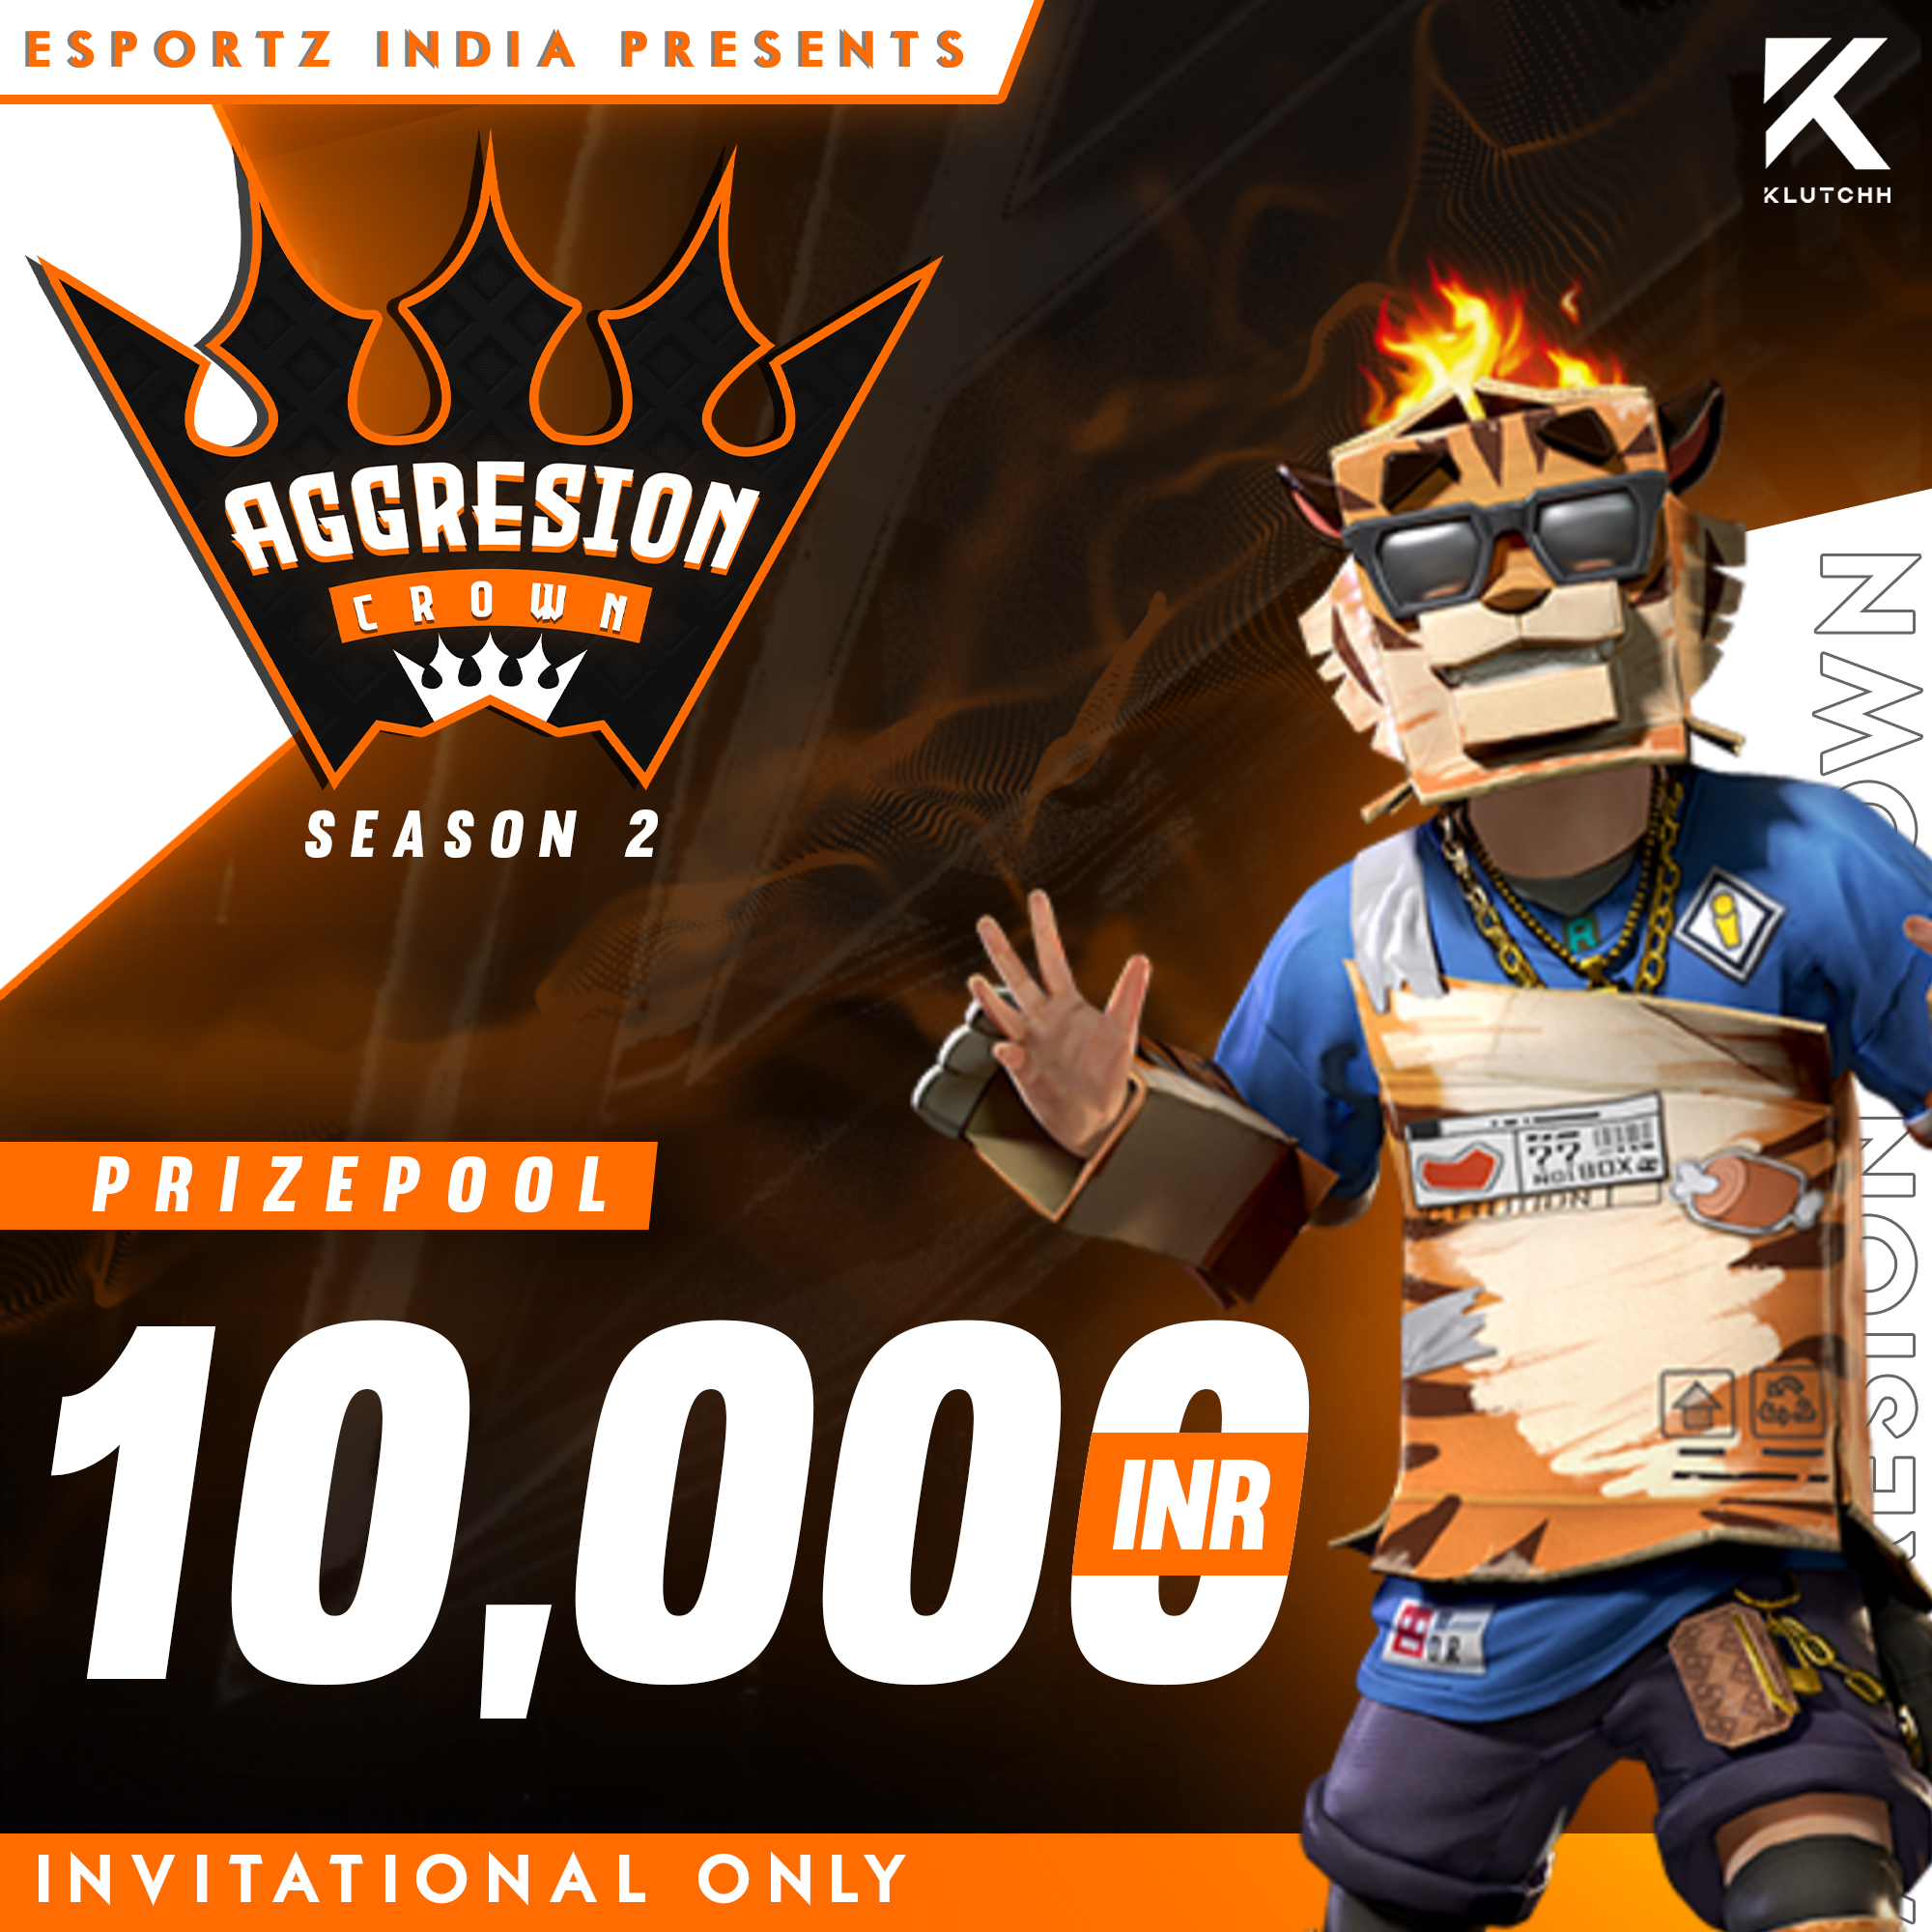 ESPORTZ INDIA PRESENTS
KLUTCHH
AGGRESION
CROWN
SEASON 2
PRIZEPOOL
10,000
INR
INVITATIONAL ONLY